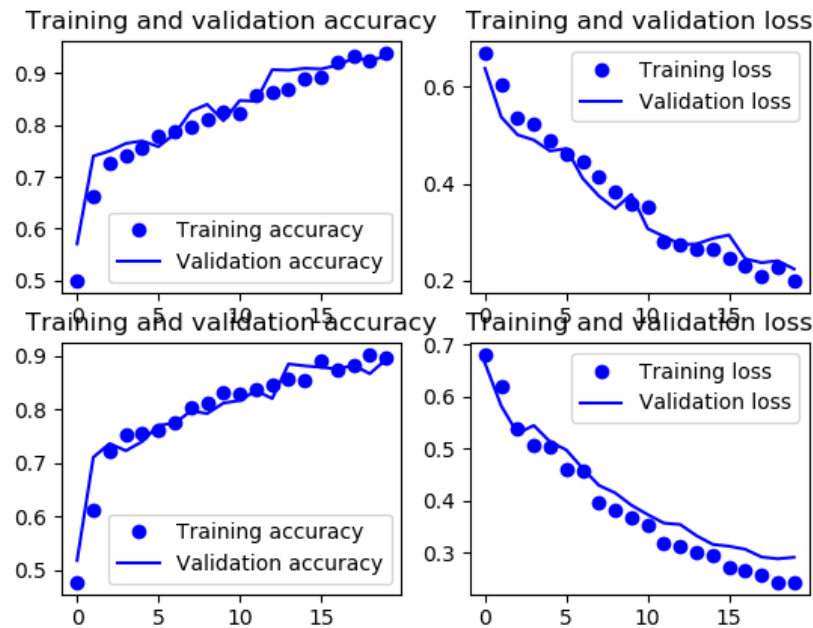 Training and validation accuracy
0.9
0.8
0.7
0.6
0.5
Training accuracy
Validation accuracy
10 15
Training and validation loss
0.6
0.4
0.2
Training loss
Validation loss
10 15
Training and validation accuracy
0.9
0.8
0.7
0.6
0.5
Training accuracy
Validation accuracy
0 5 10 15
Training and validation loss
0.7
0.6
0.5
0.4
0.3
Training loss
Validation loss
0 5 10 15